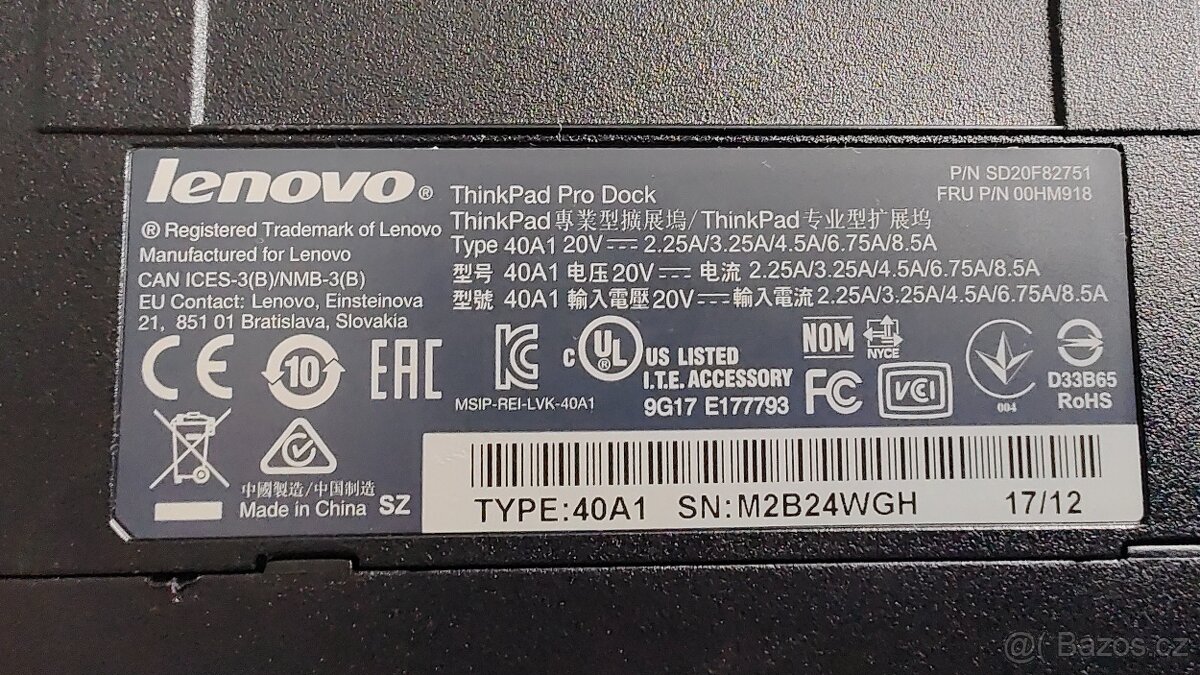 lenovo® ThinkPad Pro Dock
P/N SD20F82751
FRU P/N 00HM918
ThinkPad專業型擴展塢/ThinkPad专业型扩展坞
® Registered Trademark of Lenovo
Type 40A1 20V⎓2.25A/3.25A/4.5A/6.75A/8.5A
Manufactured for Lenovo
型号 40A1 电压20V⎓电流 2.25A/3.25A/4.5A/6.75A/8.5A
CAN ICES-3(B)/NMB-3(B)
型號 40A1 輸入電壓20V⎓輸入電流2.25A/3.25A/4.5A/6.75A/8.5A
EU Contact: Lenovo, Einsteinova
21, 851 01 Bratislava, Slovakia
CE 10 EAC
MSIP-REI-LVK-40A1
C UL® US LISTED
I.T.E. ACCESSORY
9G17 E177793
NOM NYCE
FC VCCI
004
D33B65
RoHS
中國製造/中国制造
Made in China SZ
TYPE:40A1 SN:M2B24WGH 17/12
@( Bazos.cz